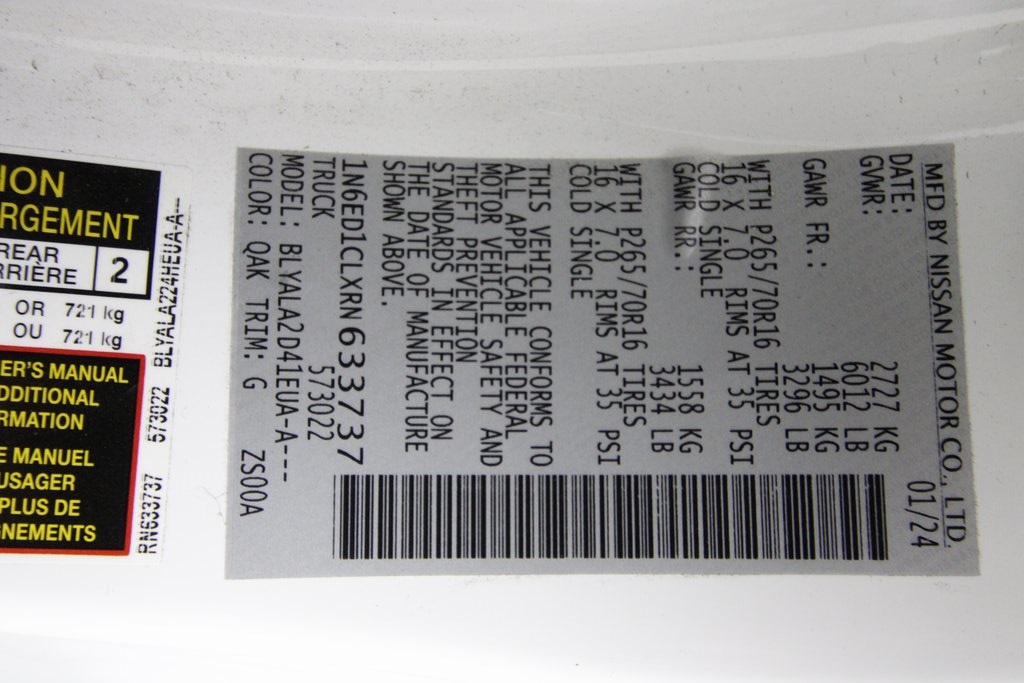 MFD BY NISSAN MOTOR CO., LTD.
DATE: 01/24
GVWR: 2727 KG
6012 LB
GAWR FR.: 1495 KG
3296 LB
WITH P265/70R16 TIRES
16 X 7.0 RIMS AT 35 PSI
COLD SINGLE
GAWR RR.: 1558 KG
3434 LB
WITH P265/70R16 TIRES
16 X 7.0 RIMS AT 35 PSI
COLD SINGLE
THIS VEHICLE CONFORMS TO
ALL APPLICABLE FEDERAL
MOTOR VEHICLE SAFETY AND
THEFT PREVENTION
STANDARDS IN EFFECT ON
THE DATE OF MANUFACTURE
SHOWN ABOVE.
1N6ED1CLXRN633737
TRUCK 573022
MODEL: BLYALA2D41EUA-A---
COLOR: QAK TRIM: G ZS00A
ION
RGEMENT
REAR
RRIÈRE
2
OR 721 kg
OU 721 kg
ER'S MANUAL
DDITIONAL
RMATION
E MANUEL
USAGER
PLUS DE
GNEMENTS
RN633737 573022 BLYALA224HEUA-A--